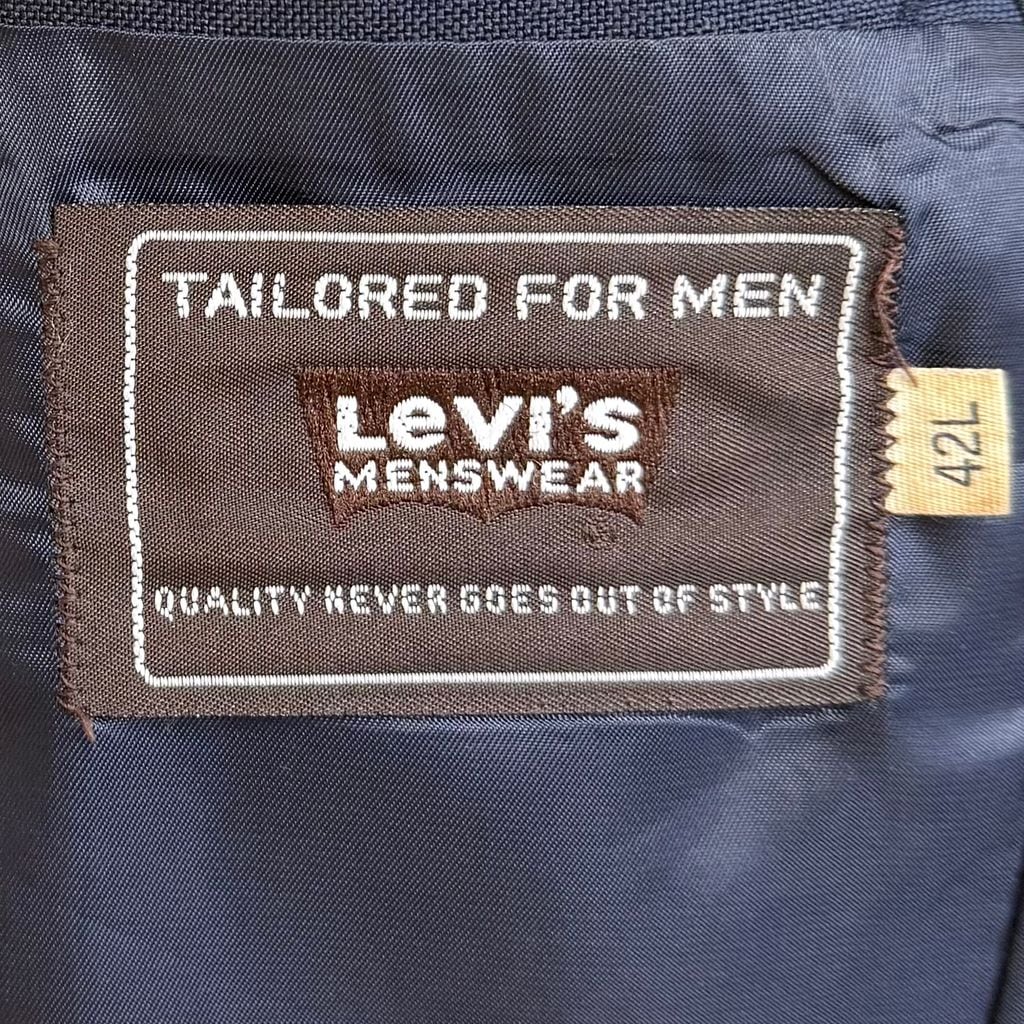 TAILORED FOR MEN
Levi's
MENSWEAR
®
QUALITY NEVER GOES OUT OF STYLE
42L